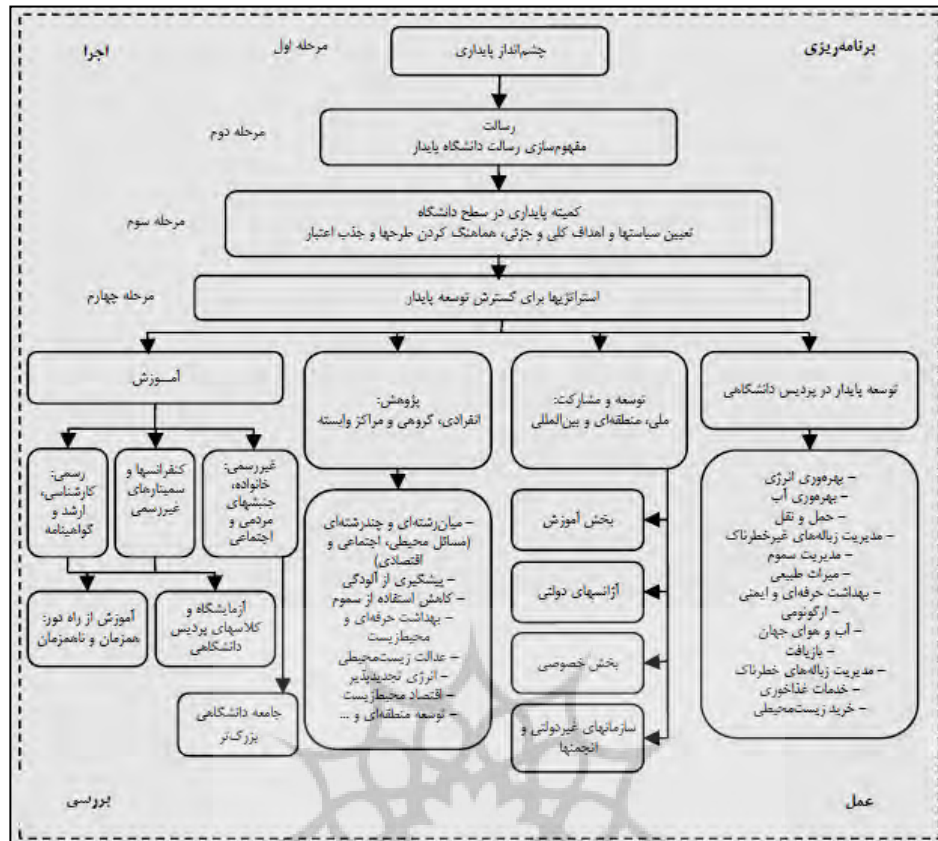 برنامه‌ریزی
مرحله اول
اجرا
چشم‌انداز پایداری
مرحله دوم
رسالت
مفهوم‌سازی رسالت دانشگاه پایدار
مرحله سوم
کمیته پایداری در سطح دانشگاه
تعیین سیاستها و اهداف کلی و جزئی، هماهنگ کردن طرحها و جذب اعتبار
مرحله چهارم
استراتژیها برای گسترش توسعه پایدار
توسعه پایدار در پردیس دانشگاهی
– بهره‌وری انرژی
– بهره‌وری آب
– حمل و نقل
– مدیریت زباله‌های غیرخطرناک
– مدیریت سموم
– میراث طبیعی
– بهداشت حرفه‌ای و ایمنی
– ارگونومی
– آب و هوای جهان
– بازیافت
– مدیریت زباله‌های خطرناک
– خدمات غذاخوری
– خرید زیست‌محیطی
توسعه و مشارکت:
ملی، منطقه‌ای و بین‌المللی
بخش آموزش
آژانسهای دولتی
بخش خصوصی
سازمانهای غیردولتی و
انجمنها
پژوهش:
انفرادی، گروهی و مراکز وابسته
– میان‌رشته‌ای و چندرشته‌ای
(مسائل محیطی، اجتماعی و
اقتصادی)
– پیشگیری از آلودگی
– کاهش استفاده از سموم
– بهداشت حرفه‌ای و
محیط‌زیست
– عدالت زیست‌محیطی
– انرژی تجدیدپذیر
– اقتصاد محیط‌زیست
– توسعه منطقه‌ای و ...
آمـــوزش
غیررسمی:
خانواده،
جنبشهای
مردمی و
اجتماعی
کنفرانسها و
سمینارهای
غیررسمی
رسمی:
کارشناسی،
ارشد و
گواهینامه
آزمایشگاه و
کلاسهای پردیس
دانشگاهی
آموزش از راه دور:
همزمان و ناهمزمان
جامعه دانشگاهی
بزرگ‌تر
عمل
بررسی